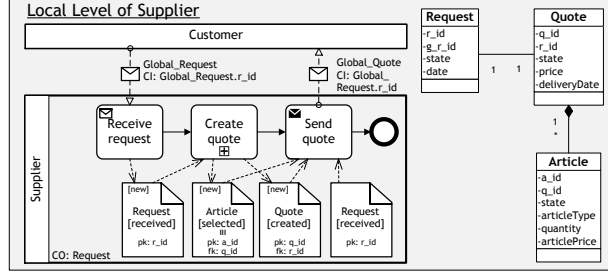 Local Level of Supplier
Customer
Global_Request
CI: Global_Request.r_id
Global_Quote
CI: Global_
Request.r_id
Supplier
Receive
request
Create
quote
Send
quote
[new]
Request
[received]
pk: r_id
[new]
Article
[selected]
III
pk: a_id
fk: q_id
[new]
Quote
[created]
pk: q_id
fk: r_id
Request
[received]
pk: r_id
CO: Request
Request
-r_id
-g_r_id
-state
-date
1
1
Quote
-q_id
-r_id
-state
-price
-deliveryDate
1
*
Article
-a_id
-q_id
-state
-articleType
-quantity
-articlePrice